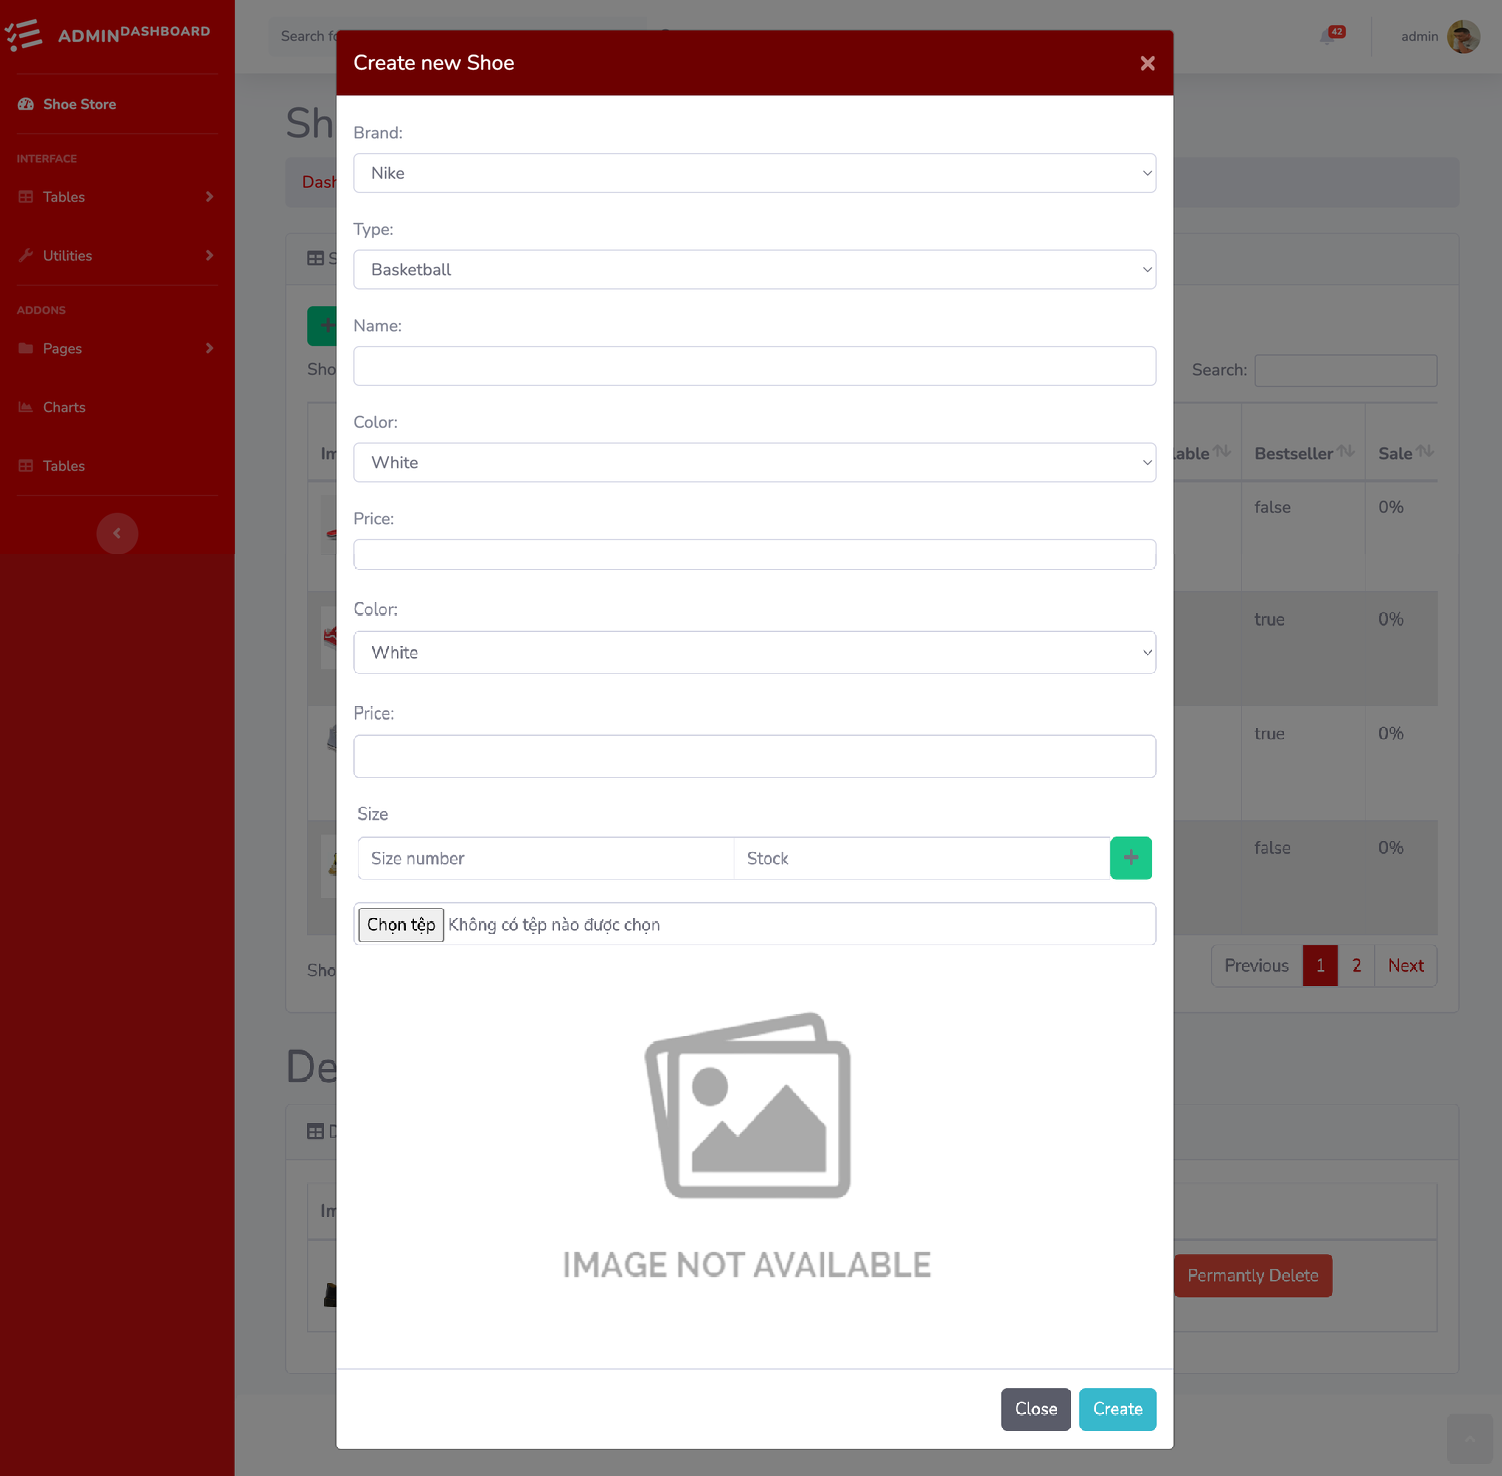 ADMINDASHBOARD
Shoe Store
INTERFACE
Tables
Utilities
ADDONS
Pages
Charts
Tables
Search fo
42
admin
Sh
Dash
S
Create new Shoe
Brand:
Nike
Type:
Basketball
Name:
Color:
White
Price:
Color:
White
Price:
Size
Size number
Stock
Chọn tệp Không có tệp nào được chọn
IMAGE NOT AVAILABLE
Close
Create
Sho
Search:
Im
lable
Bestseller
Sale
false
0%
true
0%
true
0%
false
0%
Sho
Previous
1
2
Next
De
D
Im
Permantly Delete